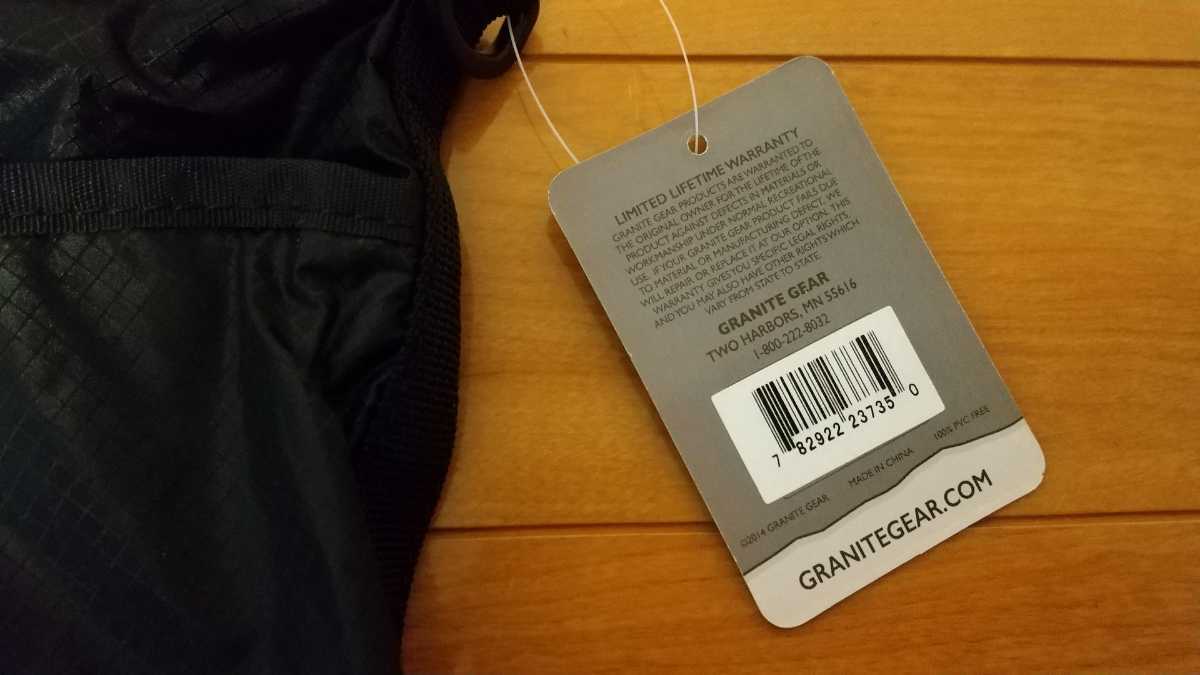 LIMITED LIFETIME WARRANTY
GRANITE GEAR PRODUCTS ARE WARRANTED TO
THE ORIGINAL OWNER FOR THE LIFETIME OF THE
PRODUCT AGAINST DEFECTS IN MATERIALS OR
WORKMANSHIP UNDER NORMAL RECREATIONAL
USE. IF YOUR GRANITE GEAR PRODUCT FAILS DUE
TO MATERIAL OR MANUFACTURING DEFECT, WE
WILL REPAIR OR REPLACE IT AT OUR OPTION. THIS
WARRANTY GIVES YOU SPECIFIC LEGAL RIGHTS,
AND YOU MAY ALSO HAVE OTHER RIGHTS WHICH
VARY FROM STATE TO STATE.
GRANITE GEAR
TWO HARBORS, MN 55616
1-800-222-8032
7 82922 23735 0
©2014 GRANITE GEAR MADE IN CHINA 100% PVC FREE
GRANITEGEAR.COM